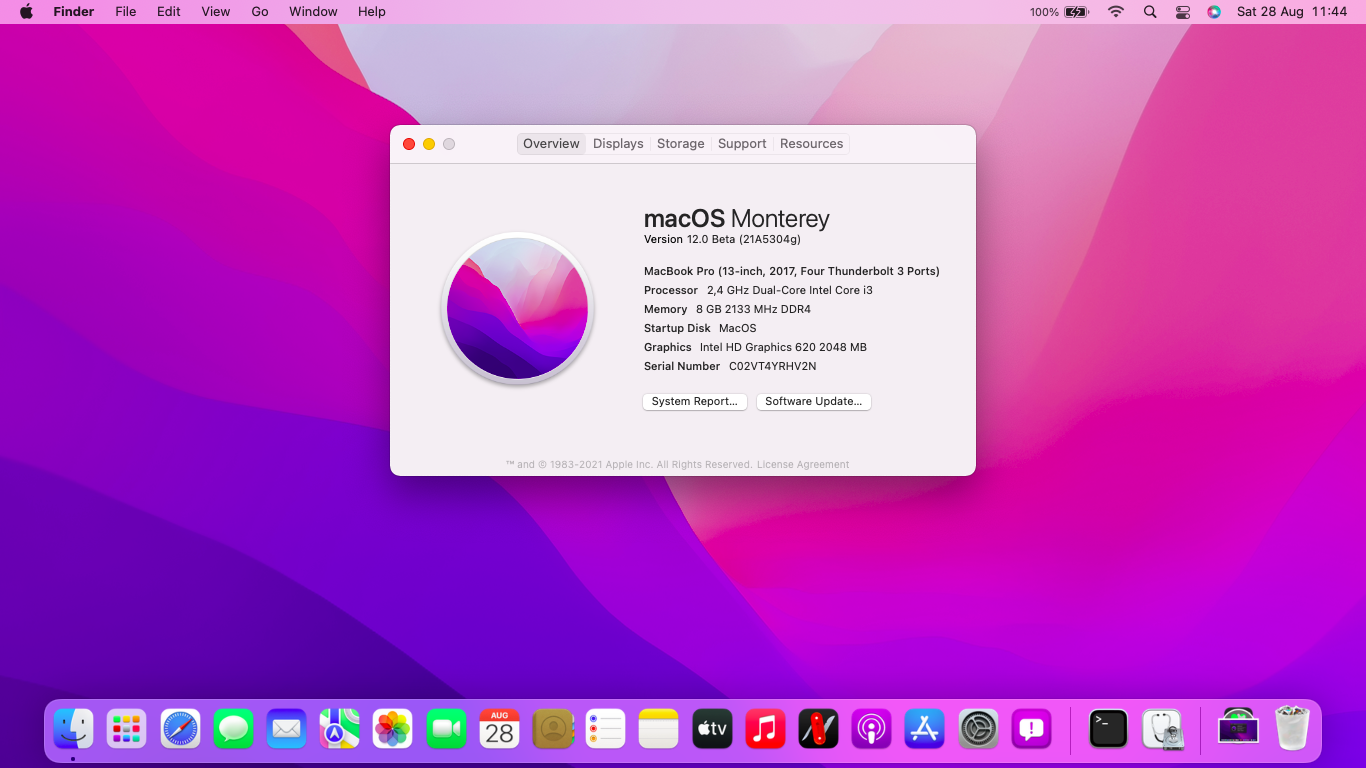 Finder File Edit View Go Window Help 100% Sat 28 Aug 11:44
Overview Displays Storage Support Resources
macOS Monterey
Version 12.0 Beta (21A5304g)
MacBook Pro (13-inch, 2017, Four Thunderbolt 3 Ports)
Processor 2,4 GHz Dual-Core Intel Core i3
Memory 8 GB 2133 MHz DDR4
Startup Disk MacOS
Graphics Intel HD Graphics 620 2048 MB
Serial Number C02VT4YRHV2N
System Report... Software Update...
™ and © 1983-2021 Apple Inc. All Rights Reserved. License Agreement
AUG
28
tv
>_